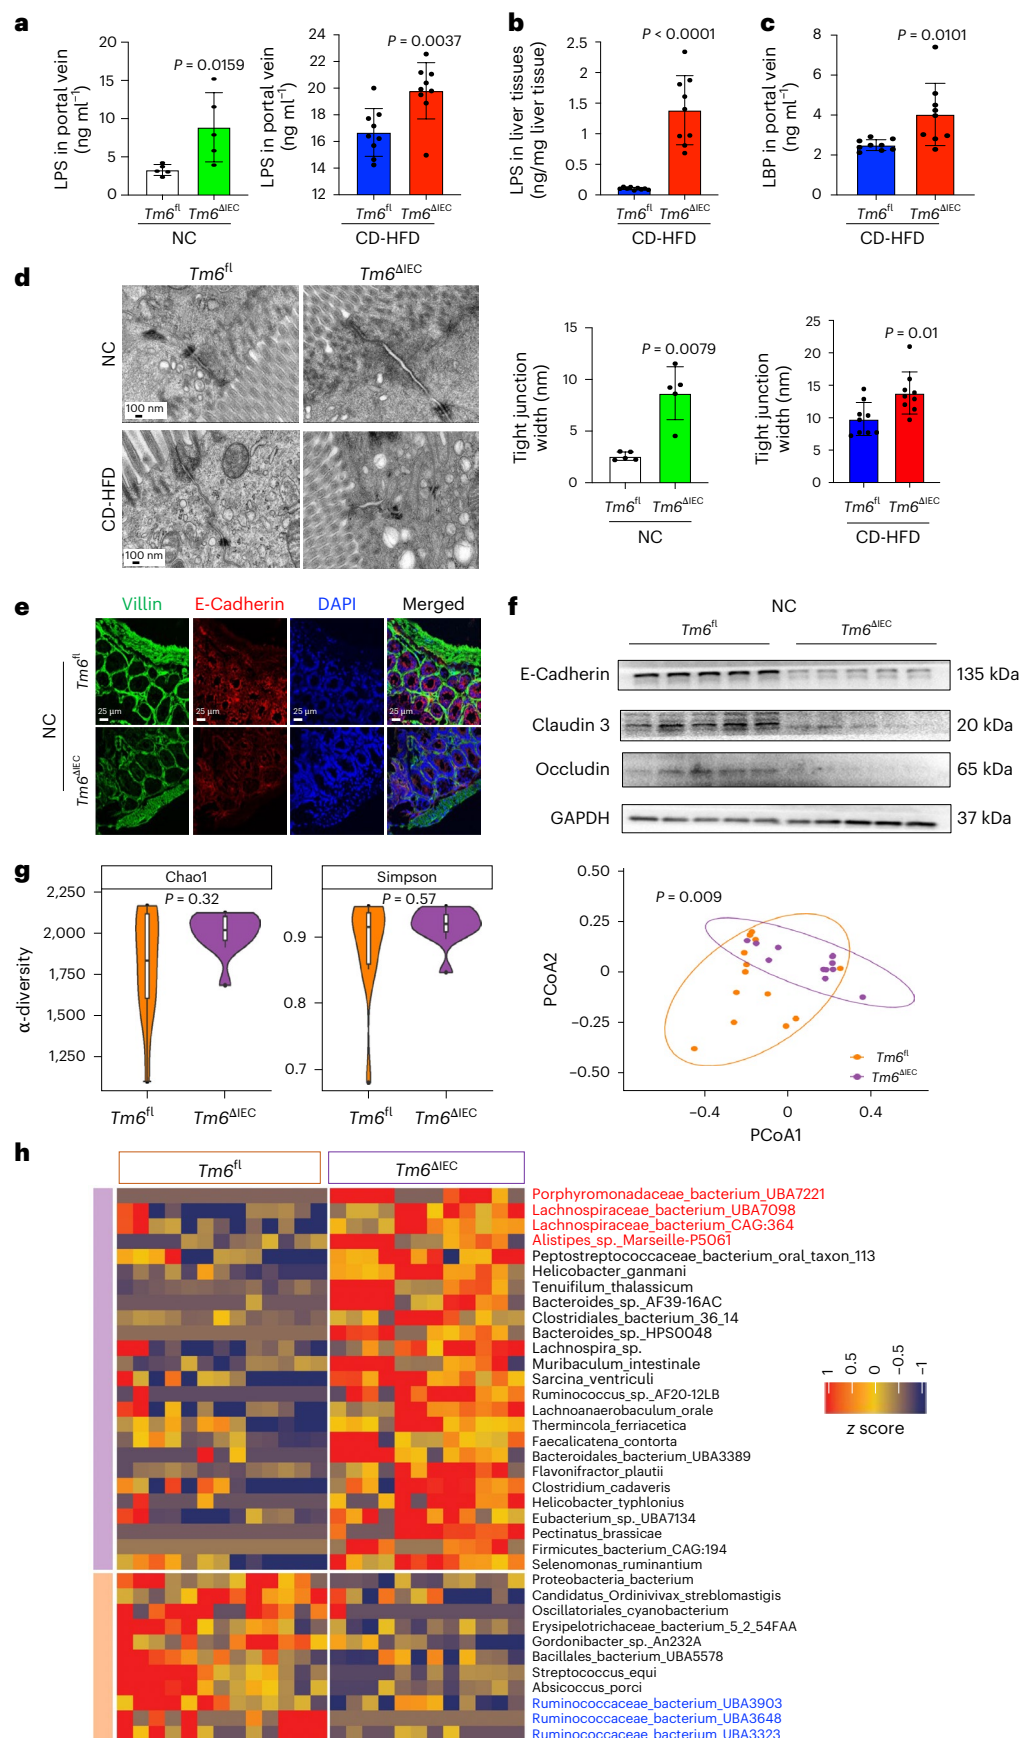 a
LPS in portal vein
(ng ml⁻¹)
20
15
10
5
0
P = 0.0159
Tm6fl Tm6ΔIEC
NC
LPS in portal vein
(ng ml⁻¹)
24
22
20
18
16
14
12
P = 0.0037
Tm6fl Tm6ΔIEC
CD-HFD
b
LPS in liver tissues
(ng/mg liver tissue)
2.5
2
1.5
1
0.5
0
P < 0.0001
Tm6fl Tm6ΔIEC
CD-HFD
c
LBP in portal vein
(ng ml⁻¹)
8
6
4
2
0
P = 0.0101
Tm6fl Tm6ΔIEC
CD-HFD
d
Tm6fl Tm6ΔIEC
NC
100 nm
CD-HFD
100 nm
Tight junction
width (nm)
15
10
5
0
P = 0.0079
Tm6fl Tm6ΔIEC
NC
Tight junction
width (nm)
25
20
15
10
5
0
P = 0.01
Tm6fl Tm6ΔIEC
CD-HFD
e
Villin E-Cadherin DAPI Merged
NC
Tm6fl
25 µm 25 µm 25 µm 25 µm
Tm6ΔIEC
f
NC
Tm6fl Tm6ΔIEC
E-Cadherin 135 kDa
Claudin 3 20 kDa
Occludin 65 kDa
GAPDH 37 kDa
g
α-diversity
Chao1
P = 0.32
2,250
2,000
1,750
1,500
1,250
Tm6fl Tm6ΔIEC
Simpson
P = 0.57
0.9
0.8
0.7
Tm6fl Tm6ΔIEC
PCoA2
0.50
0.25
0
−0.25
−0.50
P = 0.009
Tm6fl
Tm6ΔIEC
−0.4 0 0.4
PCoA1
h
Tm6fl Tm6ΔIEC
Porphyromonadaceae_bacterium_UBA7221
Lachnospiraceae_bacterium_UBA7098
Lachnospiraceae_bacterium_CAG:364
Alistipes_sp._Marseille-P5061
Peptostreptococcaceae_bacterium_oral_taxon_113
Helicobacter_ganmani
Tenuifilum_thalassicum
Bacteroides_sp._AF39-16AC
Clostridiales_bacterium_36_14
Bacteroides_sp._HPS0048
Lachnospira_sp.
Muribaculum_intestinale
Sarcina_ventriculi
Ruminococcus_sp._AF20-12LB
Lachnoanaerobaculum_orale
Thermincola_ferriacetica
Faecalicatena_contorta
Bacteroidales_bacterium_UBA3389
Flavonifractor_plautii
Clostridium_cadaveris
Helicobacter_typhlonius
Eubacterium_sp._UBA7134
Pectinatus_brassicae
Firmicutes_bacterium_CAG:194
Selenomonas_ruminantium
Proteobacteria_bacterium
Candidatus_Ordinivivax_streblomastigis
Oscillatoriales_cyanobacterium
Erysipelotrichaceae_bacterium_5_2_54FAA
Gordonibacter_sp._An232A
Bacillales_bacterium_UBA5578
Streptococcus_equi
Absicoccus_porci
Ruminococcaceae_bacterium_UBA3903
Ruminococcaceae_bacterium_UBA3648
Ruminococcaceae_bacterium_UBA3323
1 0.5 0 −0.5 −1
z score